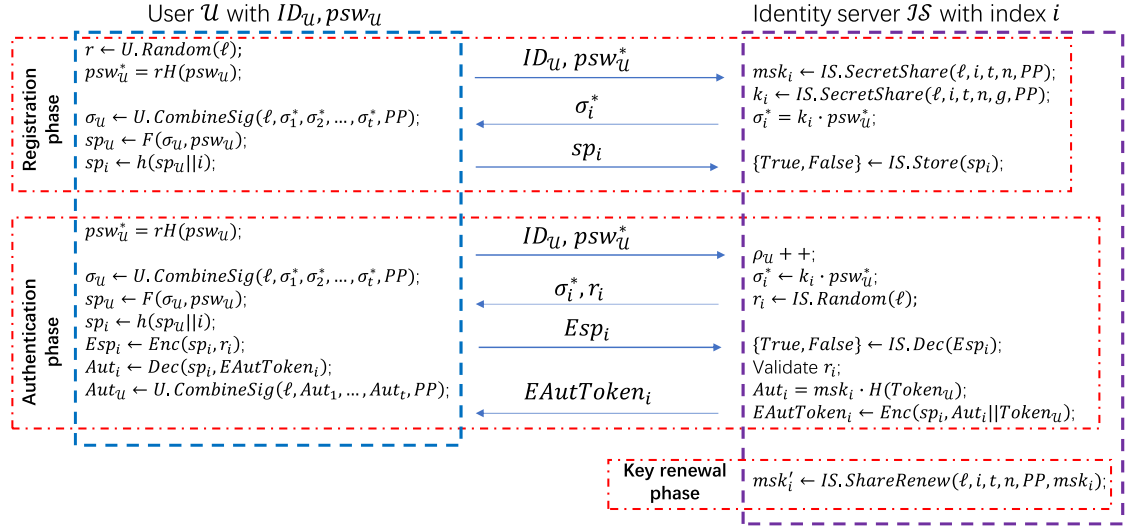 User 𝒰 with ID_𝒰, psw_𝒰
Identity server ℐ𝒮 with index i
Registration phase
r ← U.Random(ℓ);
psw*_𝒰 = rH(psw_𝒰);
σ_𝒰 ← U.CombineSig(ℓ, σ*_1, σ*_2, ..., σ*_t, PP);
sp_𝒰 ← F(σ_𝒰, psw_𝒰);
sp_i ← h(sp_𝒰||i);
ID_𝒰, psw*_𝒰
σ*_i
sp_i
msk_i ← IS.SecretShare(ℓ, i, t, n, PP);
k_i ← IS.SecretShare(ℓ, i, t, n, g, PP);
σ*_i = k_i · psw*_𝒰;
{True, False} ← IS.Store(sp_i);
Authentication phase
psw*_𝒰 = rH(psw_𝒰);
σ_𝒰 ← U.CombineSig(ℓ, σ*_1, σ*_2, ..., σ*_t, PP);
sp_𝒰 ← F(σ_𝒰, psw_𝒰);
sp_i ← h(sp_𝒰||i);
Esp_i ← Enc(sp_i, r_i);
Aut_i ← Dec(sp_i, EAutToken_i);
Aut_𝒰 ← U.CombineSig(ℓ, Aut_1, ..., Aut_t, PP);
ID_𝒰, psw*_𝒰
σ*_i, r_i
Esp_i
EAutToken_i
ρ_𝒰 ++;
σ*_i ← k_i · psw*_𝒰;
r_i ← IS.Random(ℓ);
{True, False} ← IS.Dec(Esp_i);
Validate r_i;
Aut_i = msk_i · H(Token_𝒰);
EAutToken_i ← Enc(sp_i, Aut_i||Token_𝒰);
Key renewal
phase
msk'_i ← IS.ShareRenew(ℓ, i, t, n, PP, msk_i);